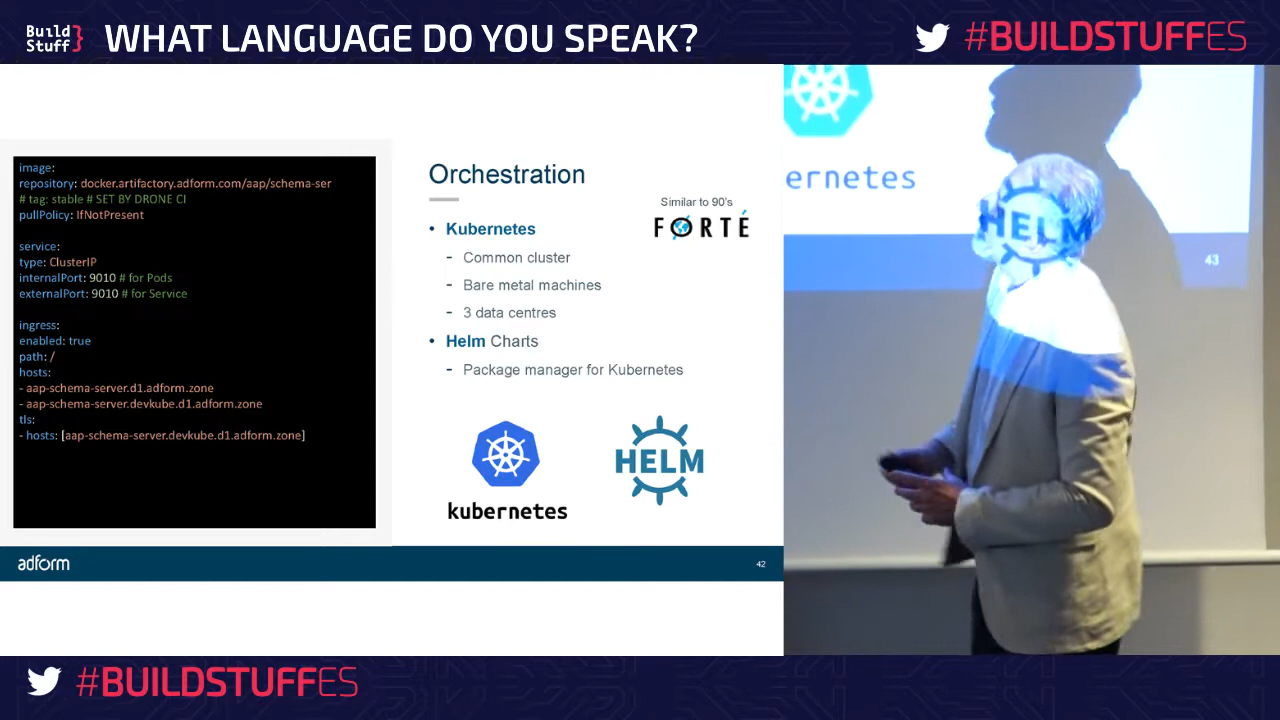 Build Stuff}
WHAT LANGUAGE DO YOU SPEAK?
#BUILDSTUFFES
image:
repository: docker.artifactory.adform.com/aap/schema-ser
# tag: stable # SET BY DRONE CI
pullPolicy: IfNotPresent
service:
type: ClusterIP
internalPort: 9010 # for Pods
externalPort: 9010 # for Service
ingress:
enabled: true
path: /
hosts:
- aap-schema-server.d1.adform.zone
- aap-schema-server.devkube.d1.adform.zone
tls:
- hosts: [aap-schema-server.devkube.d1.adform.zone]
Orchestration
Similar to 90's
FORTÉ
• Kubernetes
- Common cluster
- Bare metal machines
- 3 data centres
• Helm Charts
- Package manager for Kubernetes
kubernetes
HELM
adform
42
ernetes
HELM
43
#BUILDSTUFFES